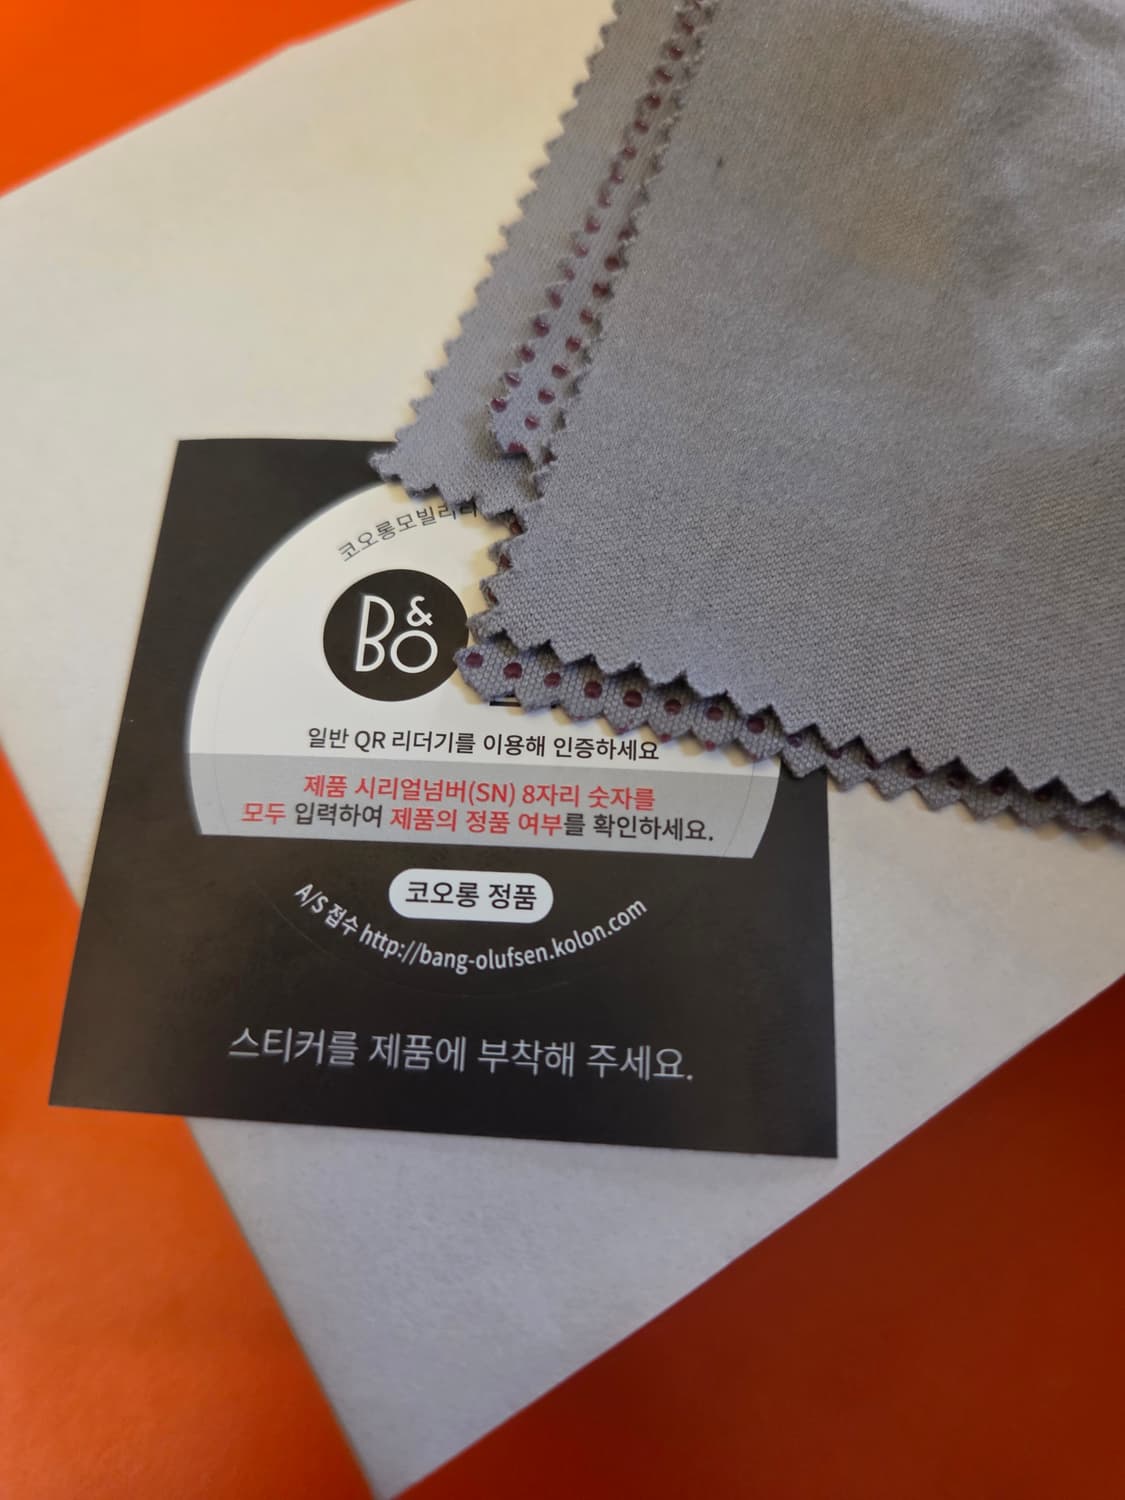 코오롱모빌리티
B&O
일반 QR 리더기를 이용해 인증하세요
제품 시리얼넘버(SN) 8자리 숫자를
모두 입력하여 제품의 정품 여부를 확인하세요.
코오롱 정품
A/S 접수 http://bang-olufsen.kolon.com
스티커를 제품에 부착해 주세요.